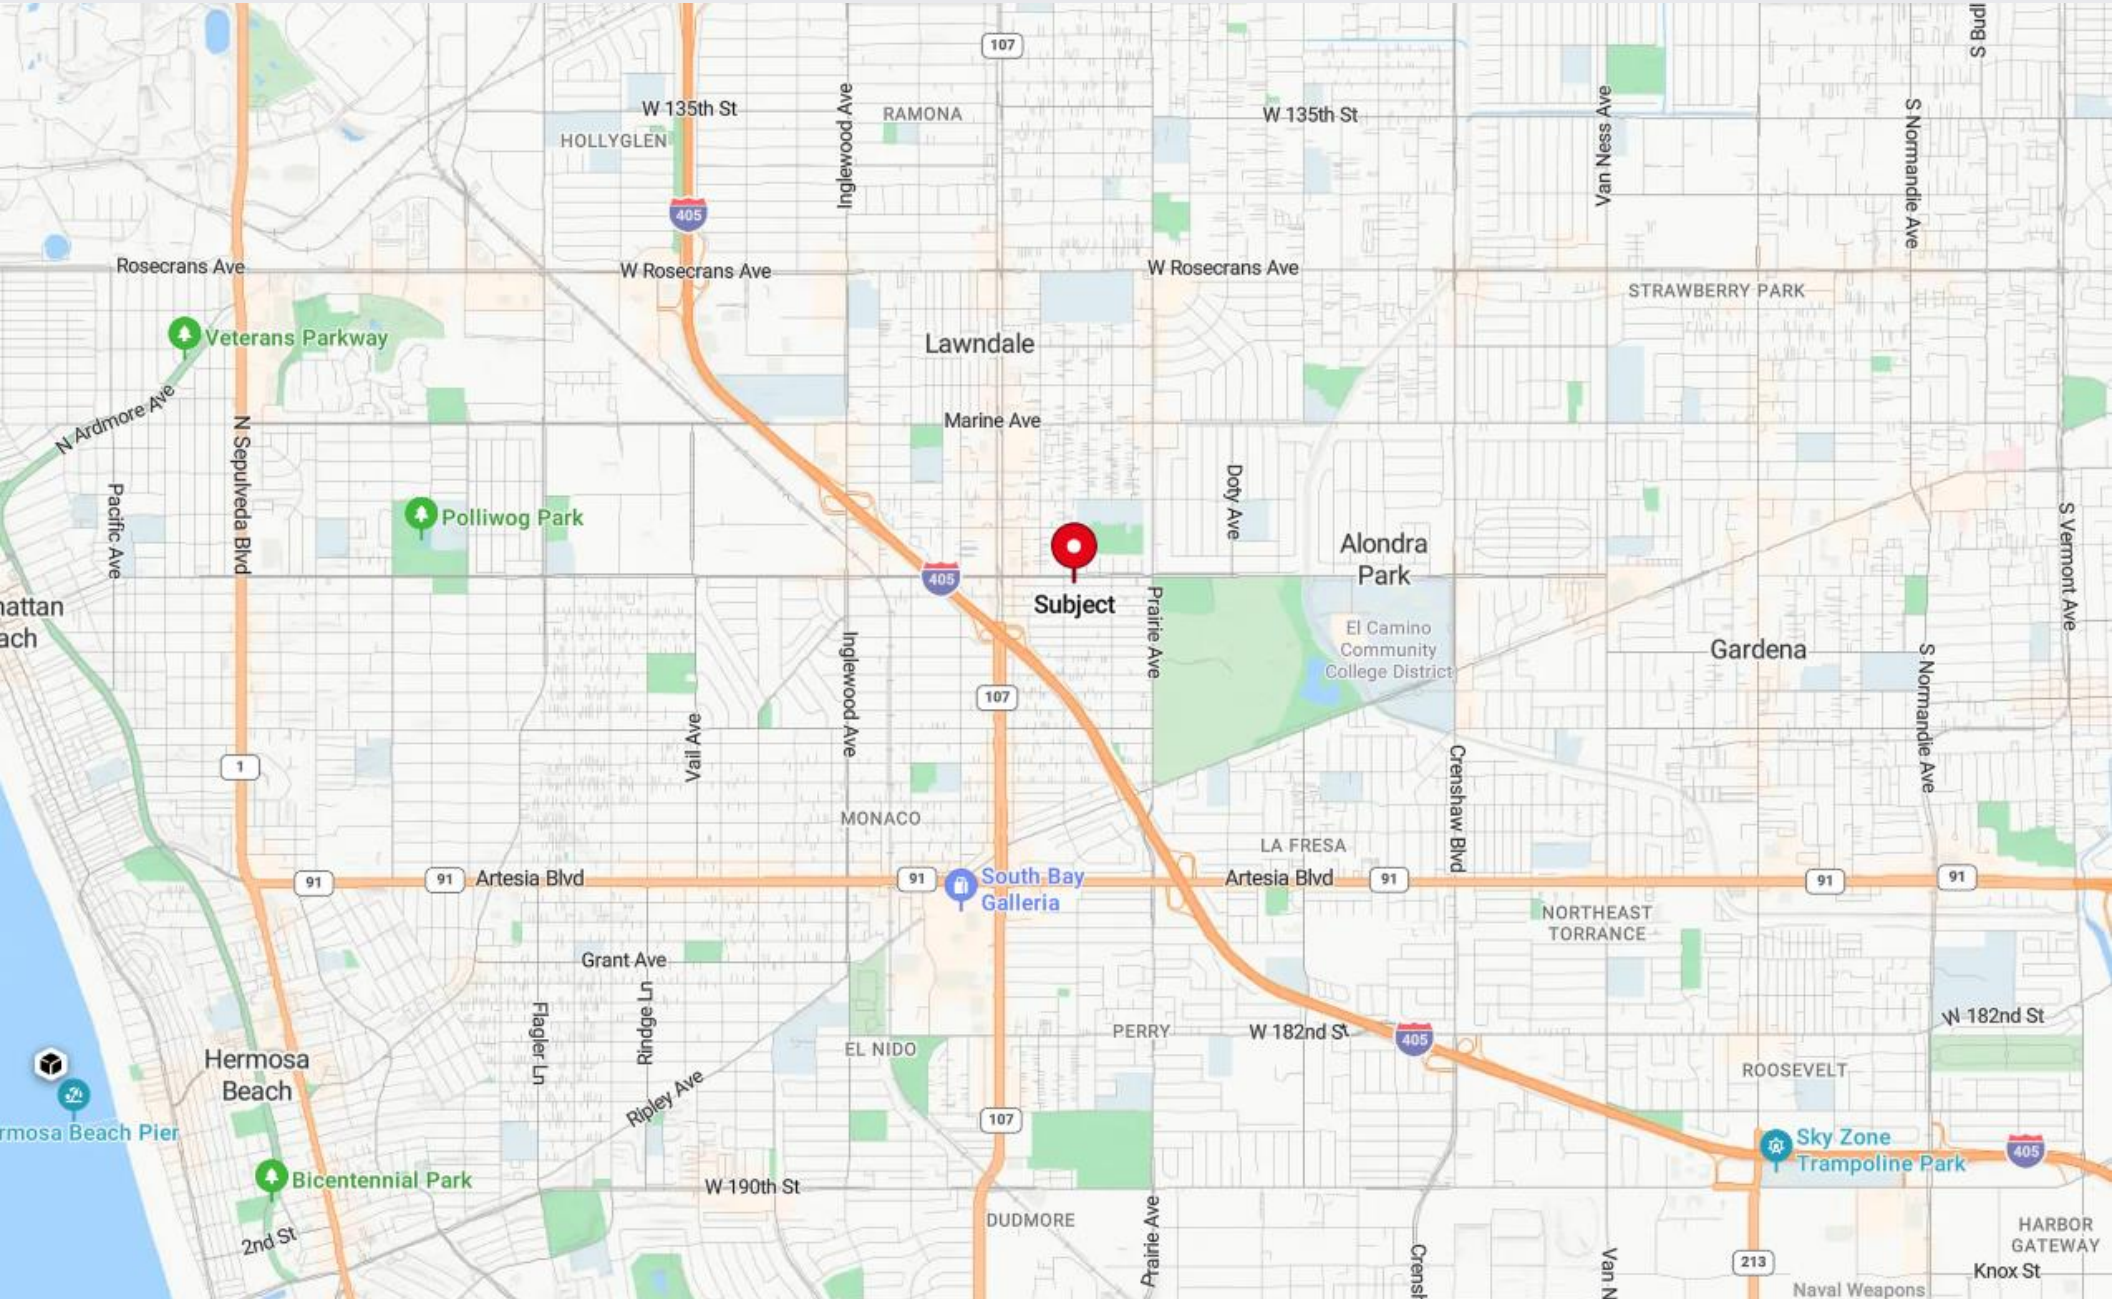 107
S Budl
W 135th St
Inglewood Ave
RAMONA
W 135th St
Van Ness Ave
S Normandie Ave
HOLLYGLEN
405
Rosecrans Ave
W Rosecrans Ave
W Rosecrans Ave
STRAWBERRY PARK
Veterans Parkway
Lawndale
N Ardmore Ave
N Sepulveda Blvd
Marine Ave
Pacific Ave
Polliwog Park
Doty Ave
S Vermont Ave
Alondra
Park
405
Subject
hattan
ach
Prairie Ave
El Camino
Community
College District
Gardena
S Normandie Ave
Inglewood Ave
107
Vail Ave
1
Crenshaw Blvd
MONACO
LA FRESA
91
91
Artesia Blvd
91
South Bay
Galleria
Artesia Blvd
91
91
91
NORTHEAST
TORRANCE
Grant Ave
Flagler Ln
Rindge Ln
W 182nd St
PERRY
W 182nd St
405
EL NIDO
Hermosa
Beach
ROOSEVELT
Ripley Ave
107
rmosa Beach Pier
Sky Zone
Trampoline Park
405
Bicentennial Park
W 190th St
Prairie Ave
DUDMORE
2nd St
Crensh
Van N
213
HARBOR
GATEWAY
Knox St
Naval Weapons